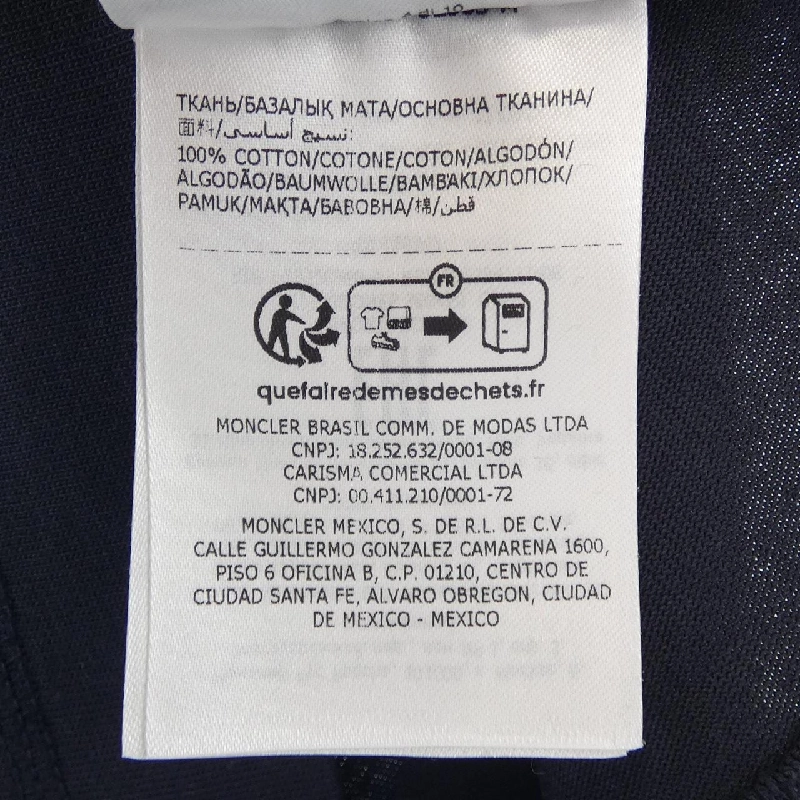 ТКАНЬ/БАЗАЛЫҚ МАТА/ОСНОВНА ТКАНИНА/
面料/نسيج أساسي:
100% COTTON/COTONE/COTON/ALGODÓN/
ALGODÃO/BAUMWOLLE/ΒΑΜΒΆΚΙ/ХЛОПОК/
PAMUK/МАҚТА/БАВОВНА/棉/قطن
FR
quefairedemesdechets.fr
MONCLER BRASIL COMM. DE MODAS LTDA
CNPJ: 18.252.632/0001-08
CARISMA COMERCIAL LTDA
CNPJ: 00.411.210/0001-72
MONCLER MEXICO, S. DE R.L. DE C.V.
CALLE GUILLERMO GONZALEZ CAMARENA 1600,
PISO 6 OFICINA B, C.P. 01210, CENTRO DE
CIUDAD SANTA FE, ALVARO OBREGON, CIUDAD
DE MEXICO - MEXICO